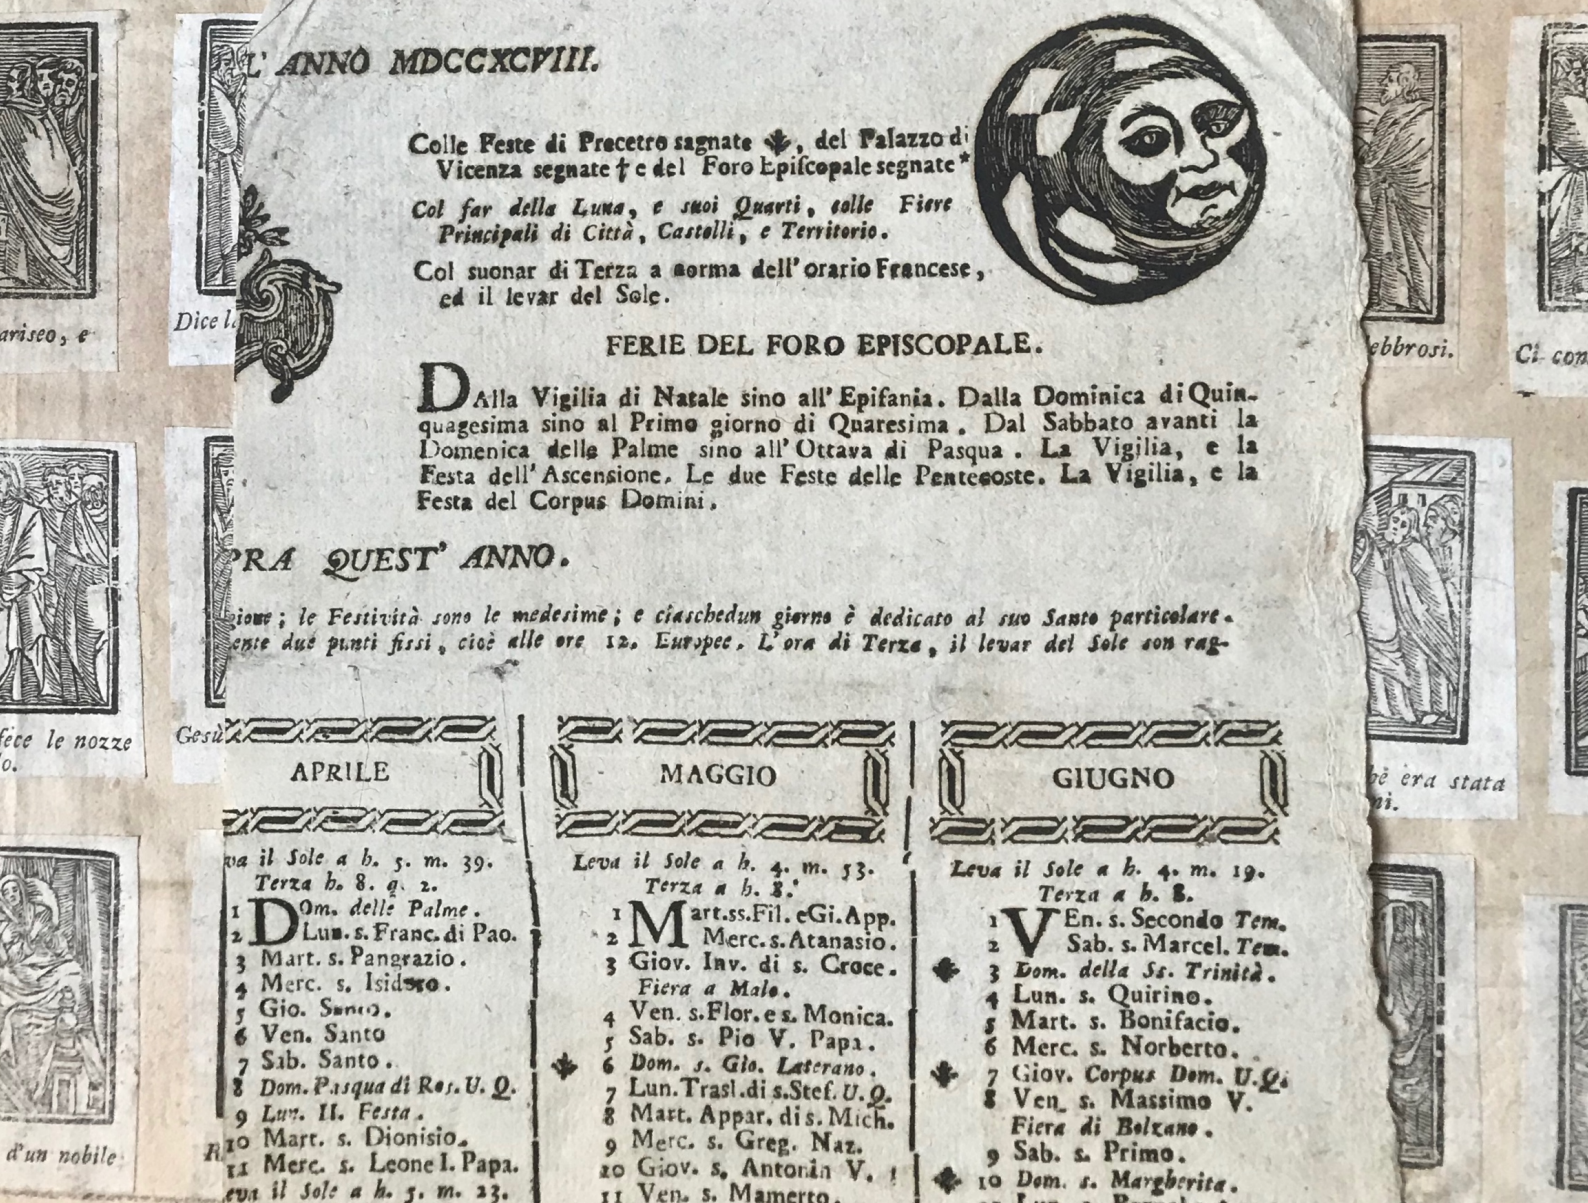 L' ANNO MDCCXCVIII.
Colle Feste di Precetto sagnate , del Palazzo di
Vicenza segnate † e del Foro Episcopale segnate *
Col far della Luna, e suoi Quarti, colle Fiere
Principali di Città, Castelli, e Territorio.
Col suonar di Terza a norma dell' orario Francese,
ed il levar del Sole.
FERIE DEL FORO EPISCOPALE.
DAlla Vigilia di Natale sino all' Epifania. Dalla Dominica di Quin-
quagesima sino al Primo giorno di Quaresima. Dal Sabbato avanti la
Domenica delle Palme sino all' Ottava di Pasqua. La Vigilia, e la
Festa dell' Ascensione. Le due Feste delle Pentecoste. La Vigilia, e la
Festa del Corpus Domini.
PRA QUEST' ANNO.
gione; le Festività sono le medesime; e ciaschedun giorno è dedicato al suo Santo particolare.
ente due punti fissi, cioè alle ore 12. Europee. L' ora di Terza, il levar del Sole son rag-
APRILE
va il Sole a h. 5. m. 39.
Terza h. 8. q. 2.
1 Dom. delle Palme.
2 Lun. s. Franc. di Pao.
3 Mart. s. Pangrazio.
4 Merc. s. Isidoro.
5 Gio. Santo.
6 Ven. Santo
7 Sab. Santo.
8 Dom. Pasqua di Res. U. Q.
9 Lun. II. Festa.
10 Mart. s. Dionisio.
11 Merc. s. Leone I. Papa.
eva il Sole a h. 5. m. 23.
MAGGIO
Leva il Sole a h. 4. m. 53.
Terza a h. 8.
1 Mart. ss. Fil. e Gi. App.
2 Merc. s. Atanasio.
3 Giov. Inv. di s. Croce.
Fiera a Malo.
4 Ven. s. Flor. e s. Monica.
5 Sab. s. Pio V. Papa.
6 Dom. s. Gio. Laterano.
7 Lun. Trasl. di s. Stef. U. Q.
8 Mart. Appar. di s. Mich.
9 Merc. s. Greg. Naz.
10 Giov. s. Antonin V.
11 Ven. s. Mamerto.
GIUGNO
Leva il Sole a h. 4. m. 19.
Terza a h. 8.
1 VEn. s. Secondo Tem.
2 Sab. s. Marcel. Tem.
3 Dom. della Ss. Trinità.
4 Lun. s. Quirino.
5 Mart. s. Bonifacio.
6 Merc. s. Norberto.
7 Giov. Corpus Dom. U. Q.
8 Ven. s. Massimo V.
Fiera di Bolzano.
9 Sab. s. Primo.
10 Dom. s. Margherita.
ariseo, e
Dice l
ebbrosi.
Ci con
fece le nozze
o.
Gesù
hè era stata
ni.
d'un nobile
R